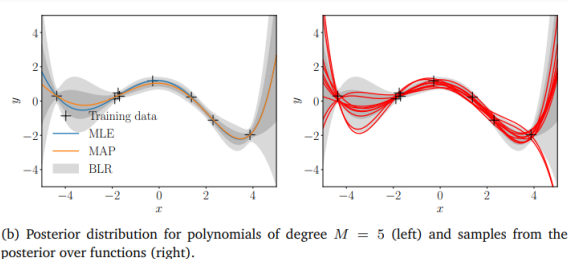 4
2
0
−2
−4
y
Training data
MLE
MAP
BLR
−4 −2 0 2 4
x
4
2
0
−2
−4
y
−4 −2 0 2 4
x
(b) Posterior distribution for polynomials of degree M = 5 (left) and samples from the
posterior over functions (right).